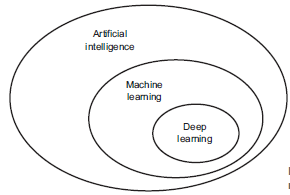 Artificial
intelligence
Machine
learning
Deep
learning